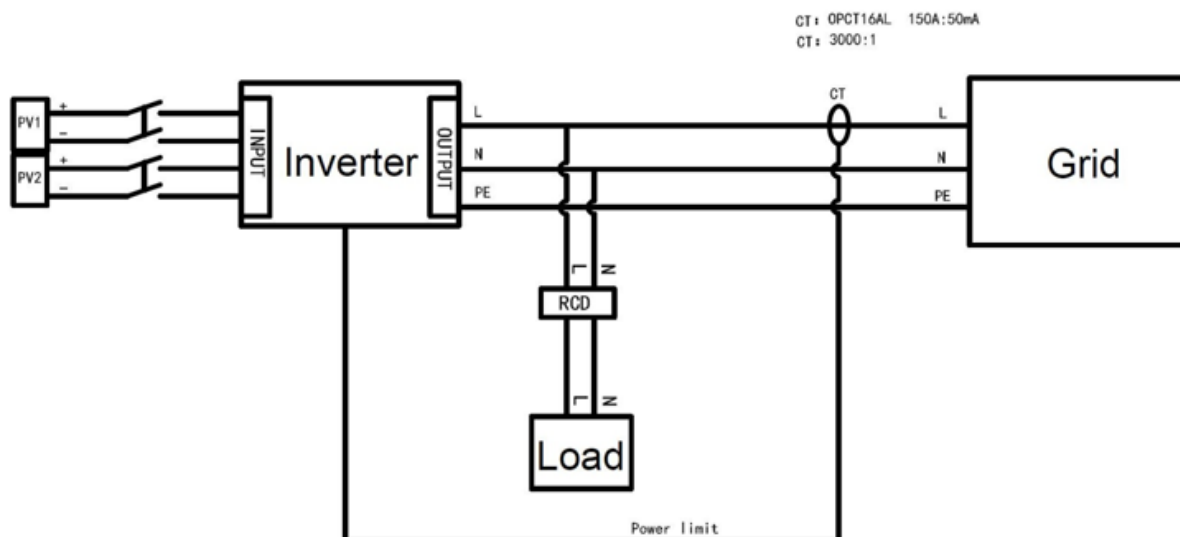 CT: OPCT16AL 150A:50mA
CT: 3000:1
PV1
+
-
PV2
+
-
INPUT
Inverter
OUTPUT
L
N
PE
CT
L
N
PE
Grid
L N
RCD
L N
Load
Power limit